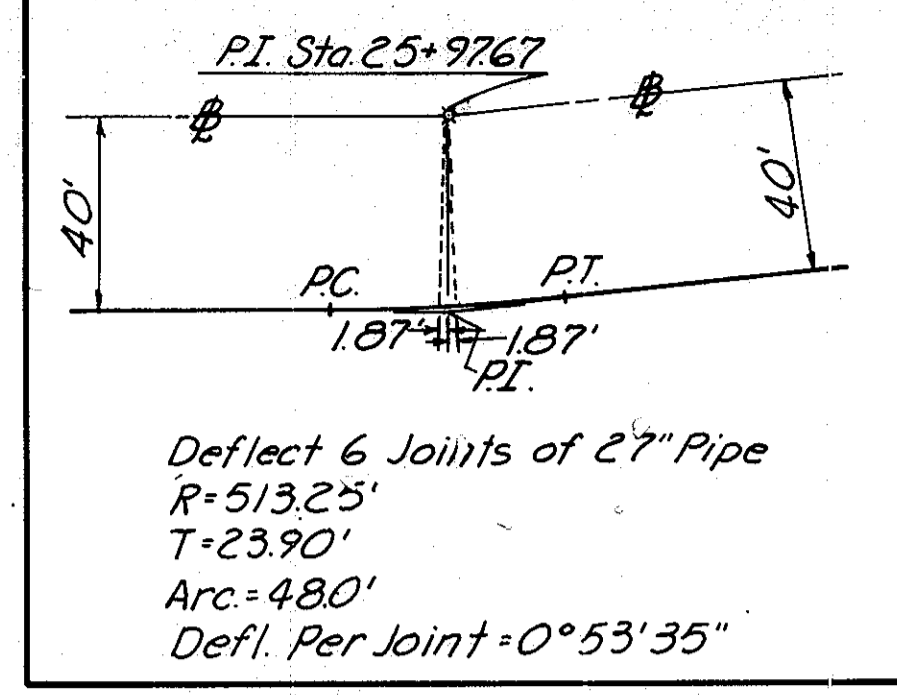 P.I. Sta. 25+97.67
℄
℄
40'
40'
P.C.
P.T.
1.87'
1.87'
P.I.
Deflect 6 Joints of 27" Pipe
R=513.25'
T=23.90'
Arc.=48.0'
Defl. Per Joint=0°53'35"